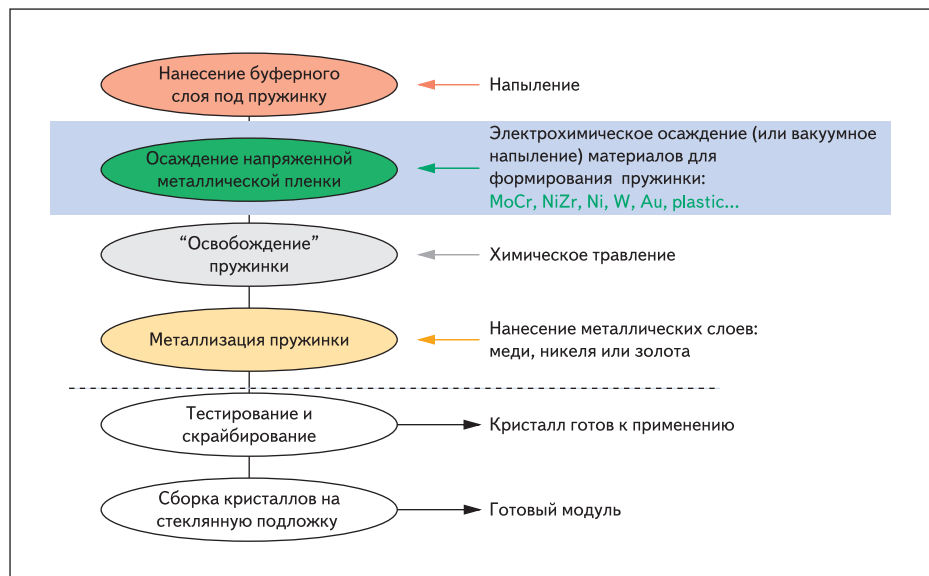 Нанесение буферного
слоя под пружинку
Напыление
Осаждение напряженной
металлической пленки
Электрохимическое осаждение (или вакуумное
напыление) материалов для
формирования пружинки:
MoCr, NiZr, Ni, W, Au, plastic...
“Освобождение”
пружинки
Химическое травление
Металлизация пружинки
Нанесение металлических слоев:
меди, никеля или золота
Тестирование и
скрайбирование
Кристалл готов к применению
Сборка кристаллов на
стеклянную подложку
Готовый модуль